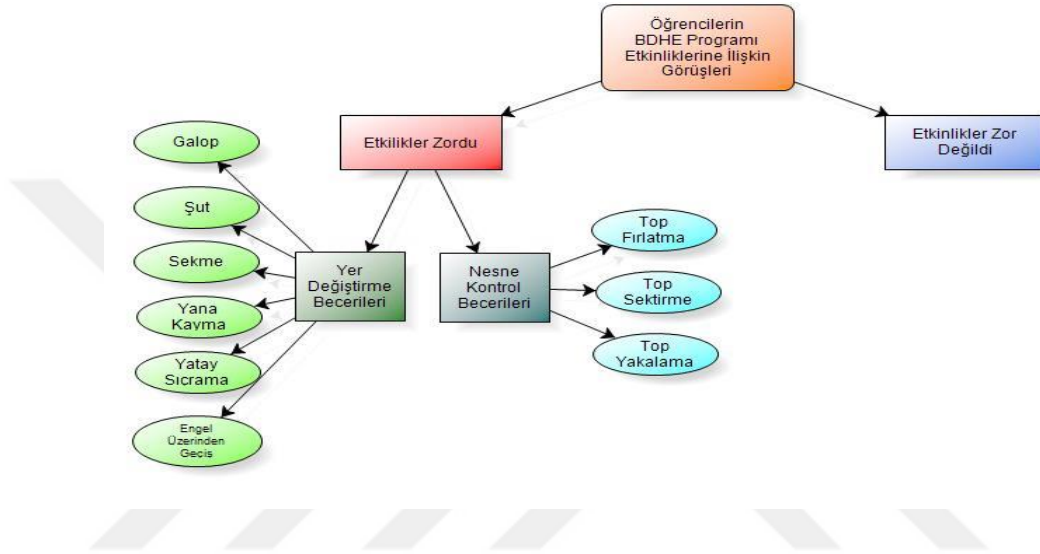 Öğrencilerin
BDHE Programı
Etkinliklerine İlişkin
Görüşleri
Etkilikler Zordu
Etkinlikler Zor
Değildi
Galop
Şut
Sekme
Yana
Kayma
Yatay
Sıçrama
Engel
Üzerinden
Geçis
Yer
Değiştirme
Becerileri
Nesne
Kontrol
Becerileri
Top
Fırlatma
Top
Sektirme
Top
Yakalama